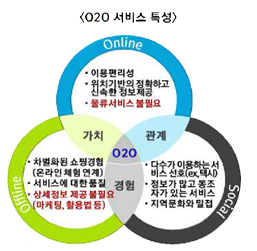 <O2O 서비스 특성>
Online
• 이용편리성
• 위치기반의 정확하고
신속한 정보제공
• 물류서비스 불필요
가치
관계
O2O
경험
Offline
• 차별화된 쇼핑경험
(온라인 체험 연계)
• 서비스에 대한 품질
• 상세정보 제공 불필요
(마케팅, 활용법등)
Social
• 다수가 이용하는 서
비스 선호(ex,택시)
• 정보가 많고 동조
자가 있는 서비스
• 지역문화와 밀접